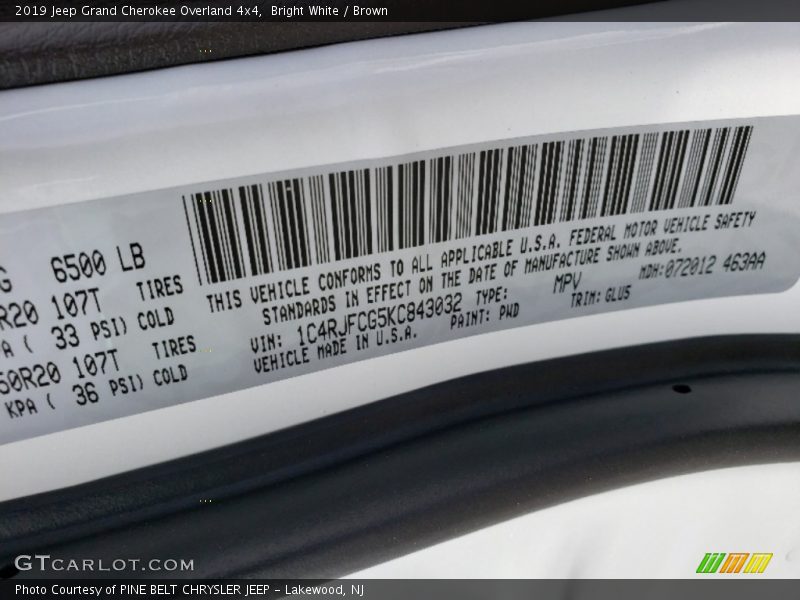 2019 Jeep Grand Cherokee Overland 4x4, Bright White / Brown
G 6500 LB
R20 107T TIRES
PA ( 33 PSI) COLD
50R20 107T TIRES
KPA ( 36 PSI) COLD
THIS VEHICLE CONFORMS TO ALL APPLICABLE U.S.A. FEDERAL MOTOR VEHICLE SAFETY
STANDARDS IN EFFECT ON THE DATE OF MANUFACTURE SHOWN ABOVE.
VIN: 1C4RJFCG5KC843032 TYPE: MPV MDH:072012 463AA
VEHICLE MADE IN U.S.A. PAINT: PWD TRIM: GLU5
GTCARLOT.COM
Photo Courtesy of PINE BELT CHRYSLER JEEP - Lakewood, NJ